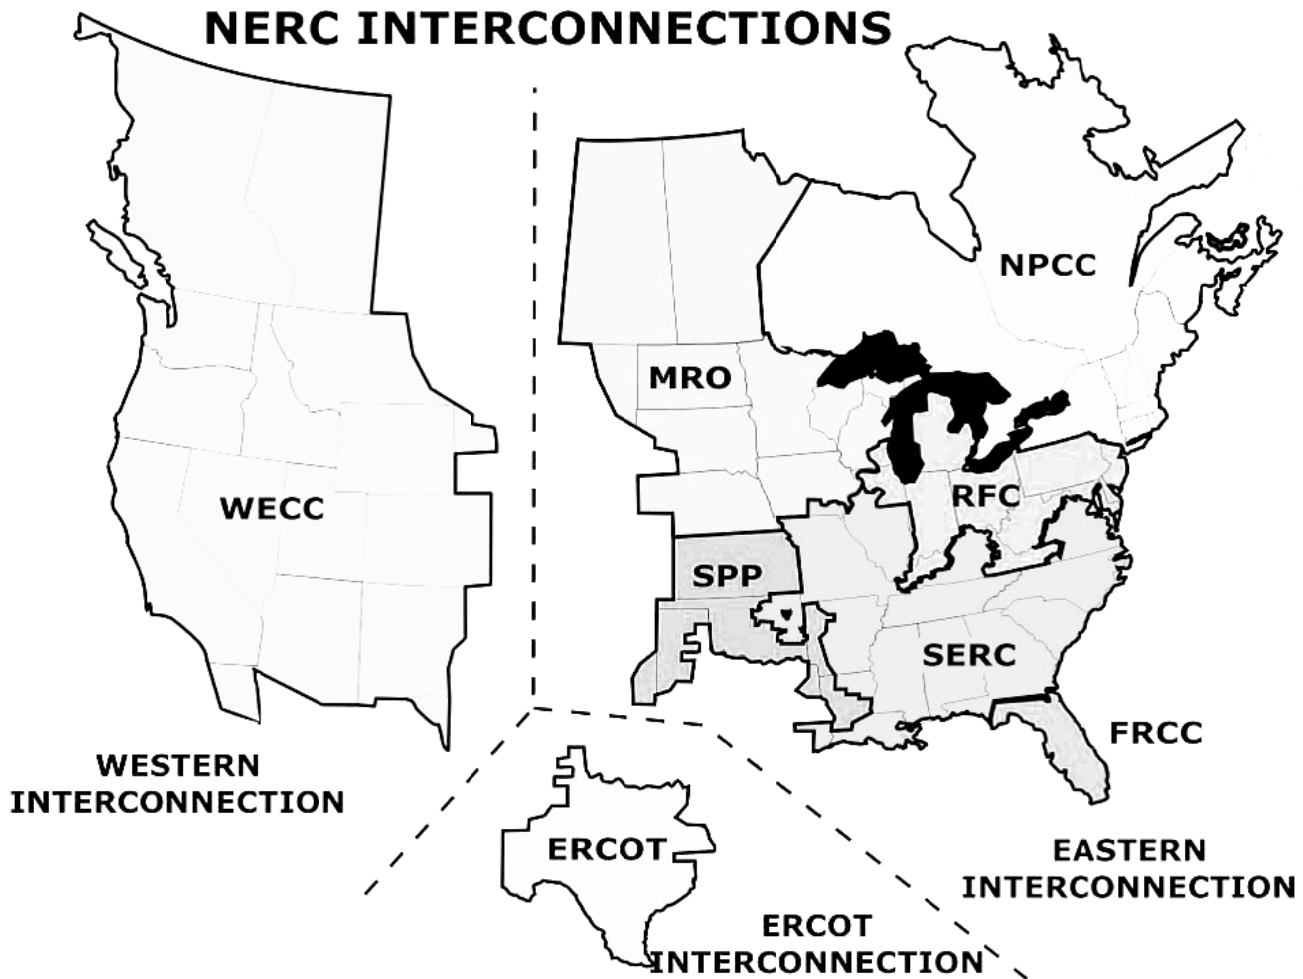 NERC INTERCONNECTIONS
NPCC
MRO
RFC
WECC
SPP
SERC
FRCC
WESTERN
INTERCONNECTION
ERCOT
EASTERN
INTERCONNECTION
ERCOT
INTERCONNECTION